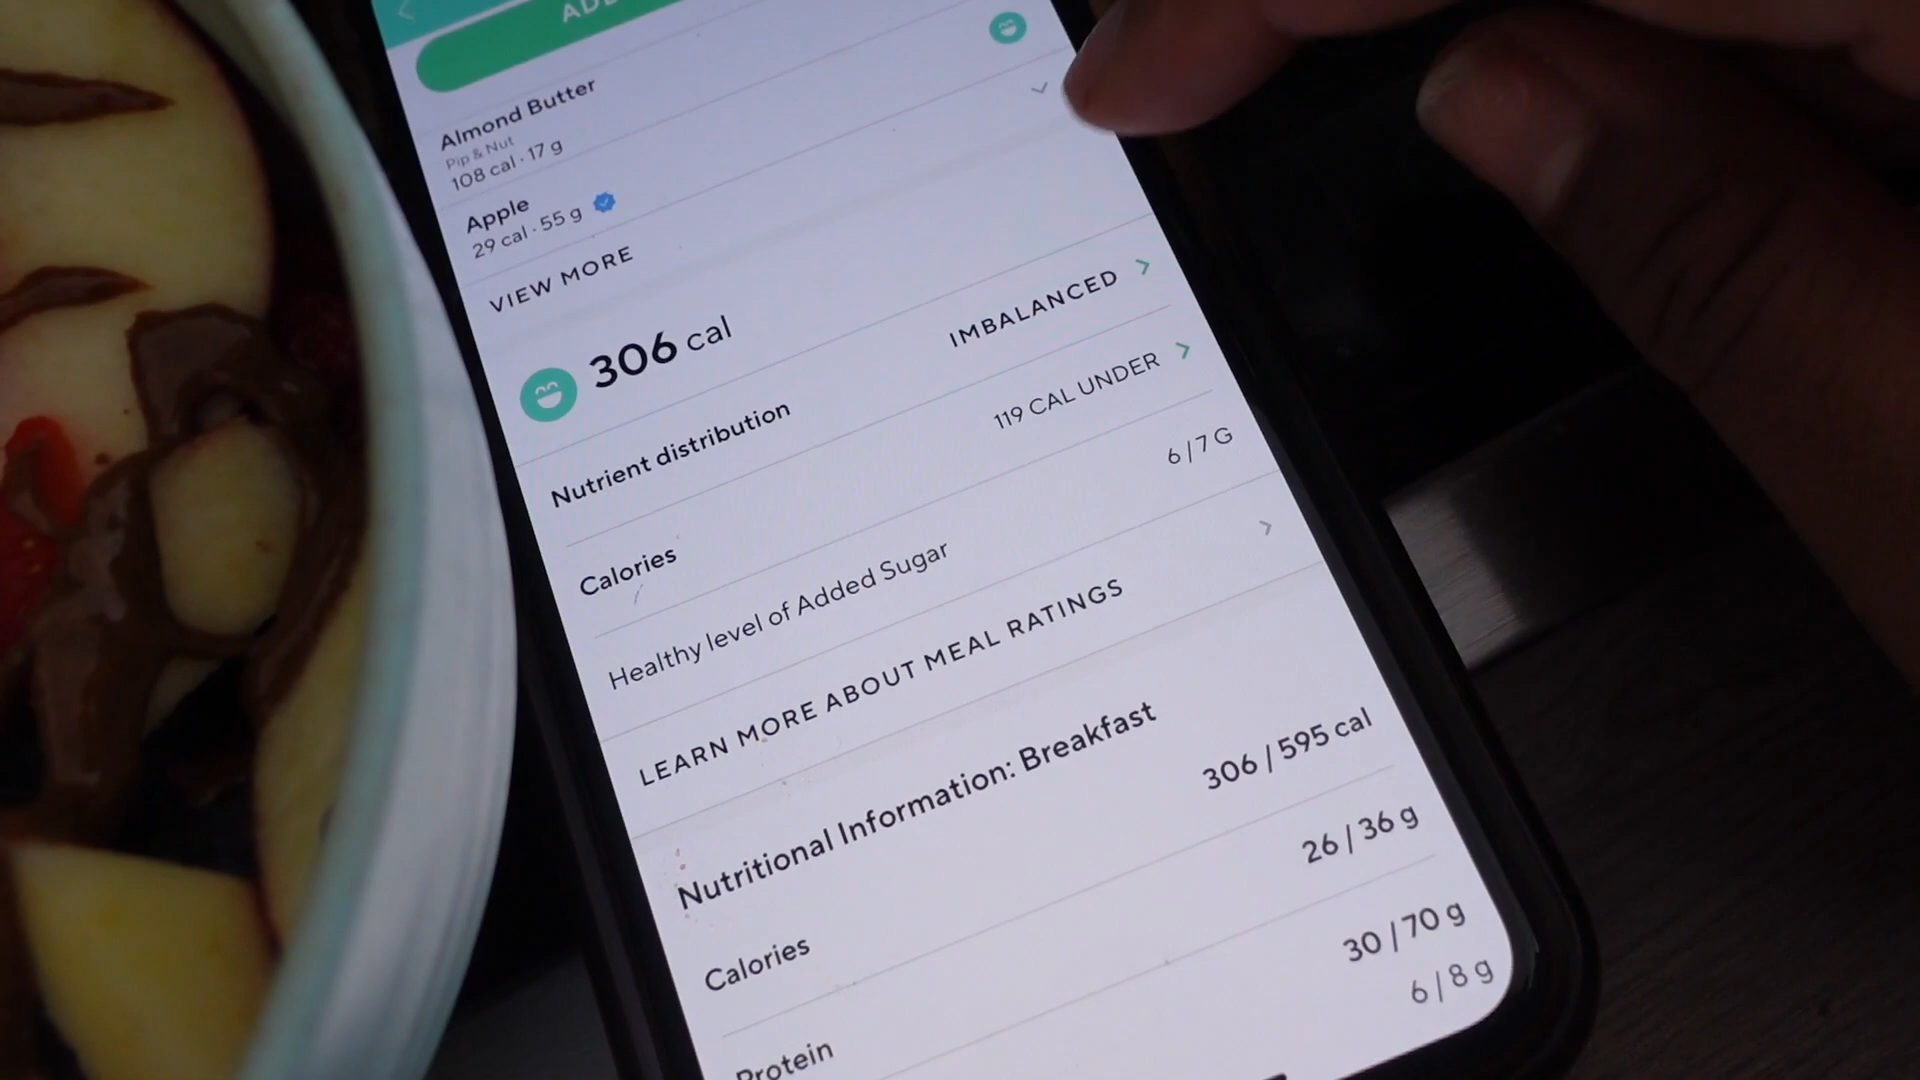 Almond Butter
Pip & Nut
108 cal · 17 g
Apple
29 cal · 55 g
VIEW MORE
306 cal
Nutrient distribution IMBALANCED
Calories 119 CAL UNDER
Healthy level of Added Sugar 6 / 7 G
LEARN MORE ABOUT MEAL RATINGS
Nutritional Information: Breakfast
Calories 306 / 595 cal
Protein 26 / 36 g
30 / 70 g
6 / 8 g